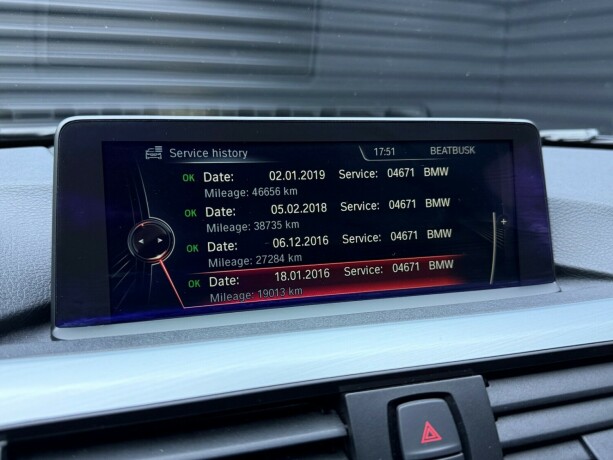 Service history 17:51 BEATBUSK
OK Date: 02.01.2019 Service: 04671 BMW
Mileage: 46656 km
OK Date: 05.02.2018 Service: 04671 BMW
Mileage: 38735 km
OK Date: 06.12.2016 Service: 04671 BMW
Mileage: 27284 km
OK Date: 18.01.2016 Service: 04671 BMW
Mileage: 19013 km